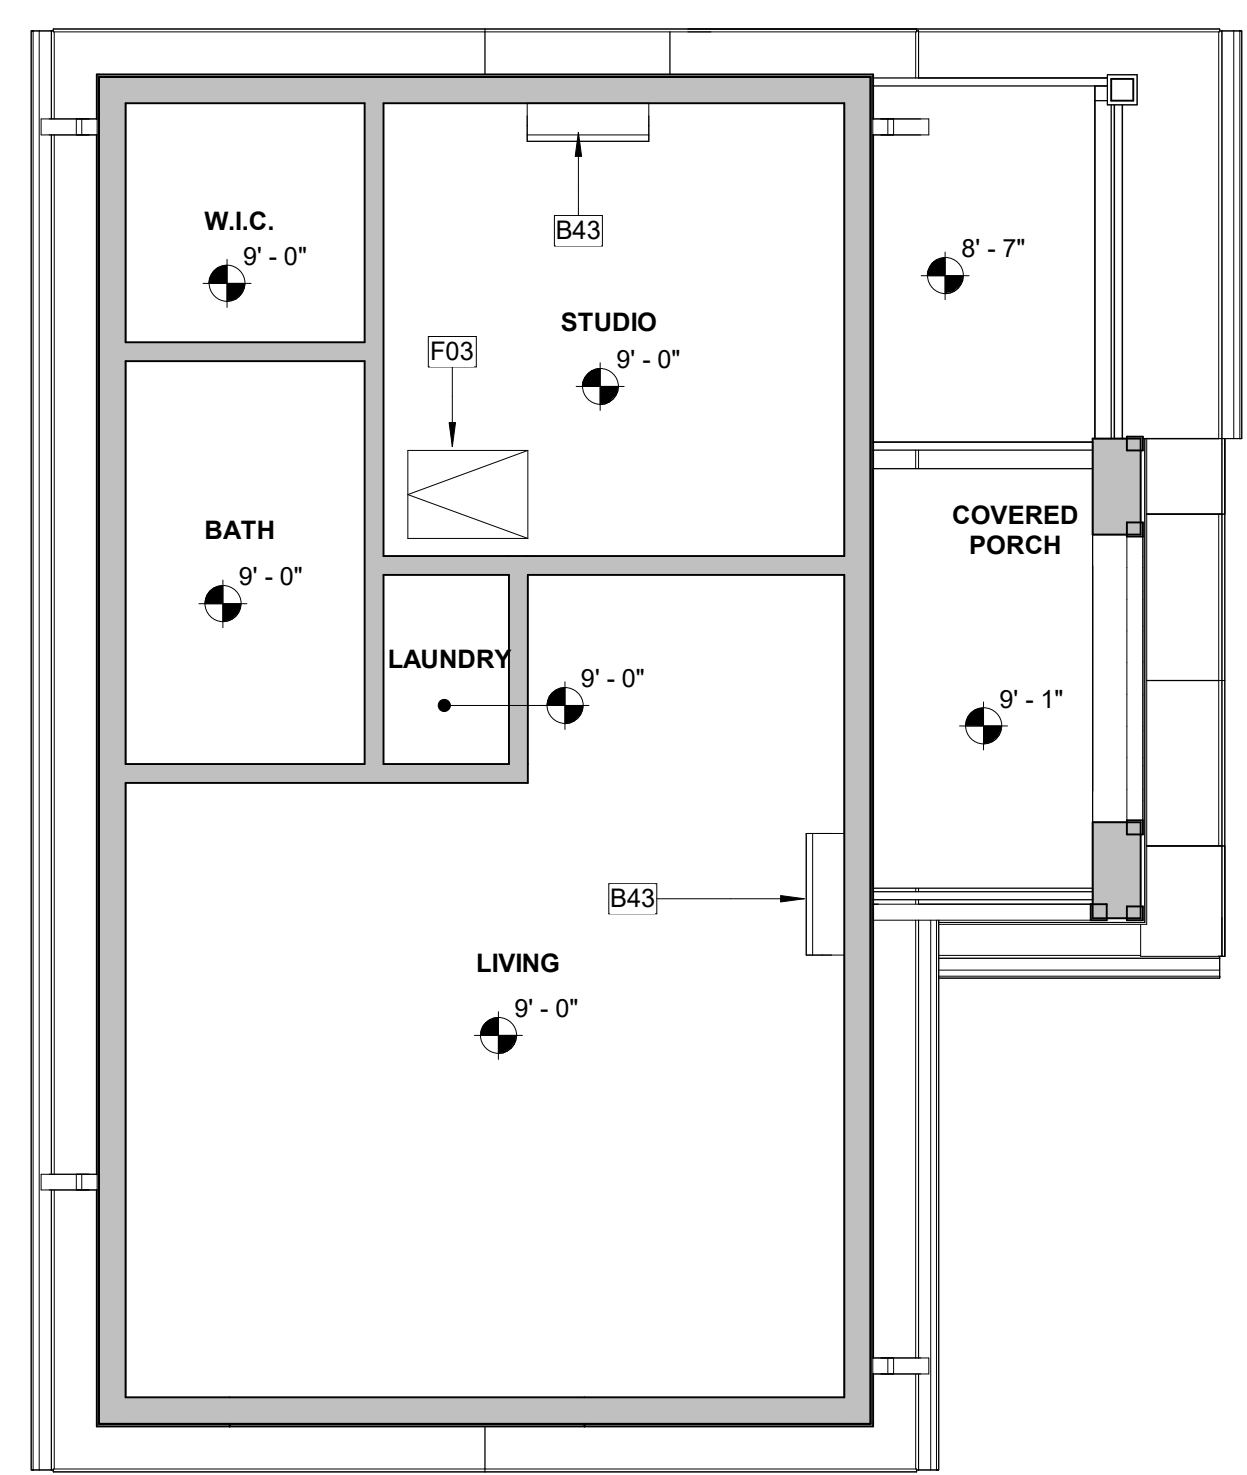 W.I.C.
9' - 0"
B43
8' - 7"
STUDIO
9' - 0"
F03
BATH
9' - 0"
COVERED
PORCH
LAUNDRY
9' - 0"
9' - 1"
B43
LIVING
9' - 0"